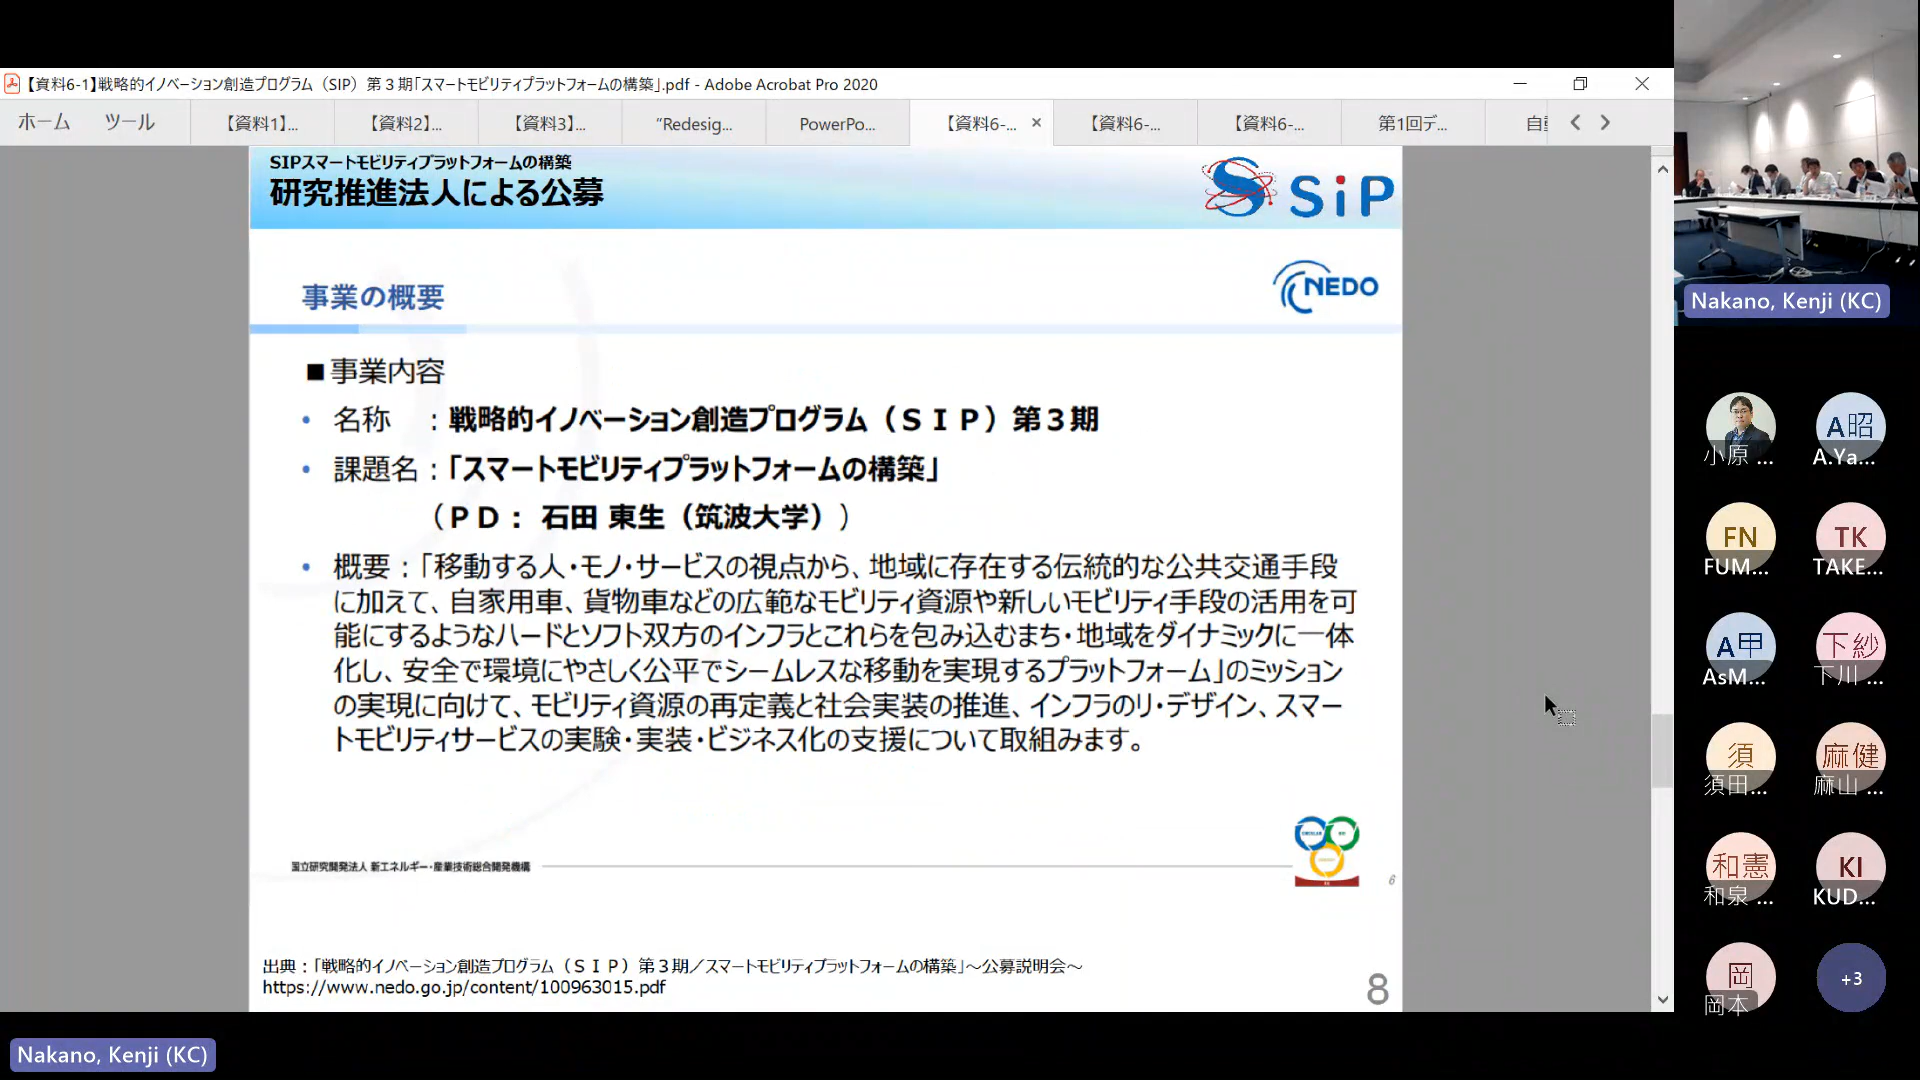 【資料6-1】戦略的イノベーション創造プログラム（SIP）第３期｢スマートモビリティプラットフォームの構築｣.pdf - Adobe Acrobat Pro 2020
ホーム ツール 【資料1】... 【資料2】... 【資料3】... “Redesig... PowerPo... 【資料6-... 【資料6-... 【資料6-... 第1回デ...
SIPスマートモビリティプラットフォームの構築
研究推進法人による公募
SiP
事業の概要
NEDO
■事業内容
• 名称　：戦略的イノベーション創造プログラム（ＳＩＰ）第３期
• 課題名：｢スマートモビリティプラットフォームの構築｣
（ＰＤ： 石田 東生（筑波大学））
• 概要：｢移動する人・モノ・サービスの視点から、地域に存在する伝統的な公共交通手段
に加えて、自家用車、貨物車などの広範なモビリティ資源や新しいモビリティ手段の活用を可
能にするようなハードとソフト双方のインフラとこれらを包み込むまち・地域をダイナミックに一体
化し、安全で環境にやさしく公平でシームレスな移動を実現するプラットフォーム｣のミッション
の実現に向けて、モビリティ資源の再定義と社会実装の推進、インフラのリ・デザイン、スマー
トモビリティサービスの実験・実装・ビジネス化の支援について取組みます。
国立研究開発法人 新エネルギー・産業技術総合開発機構
6
出典：｢戦略的イノベーション創造プログラム（ＳＩＰ）第３期／スマートモビリティプラットフォームの構築｣～公募説明会～
https://www.nedo.go.jp/content/100963015.pdf
8
Nakano, Kenji (KC)
Nakano, Kenji (KC)
小原 ...
A昭
A.Ya...
FN
FUM...
TK
TAKE...
A甲
AsM...
下紗
下川 ...
須
須田...
麻健
麻山 ...
和憲
和泉 ...
KI
KUD...
岡
岡本
+3